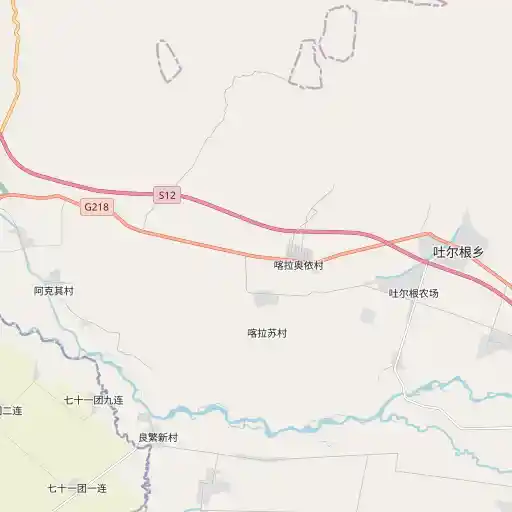 S12
G218
吐尔根乡
喀拉奥依村
阿克其村
吐尔根农场
喀拉苏村
七十一团九连
团二连
良繁新村
七十一团一连